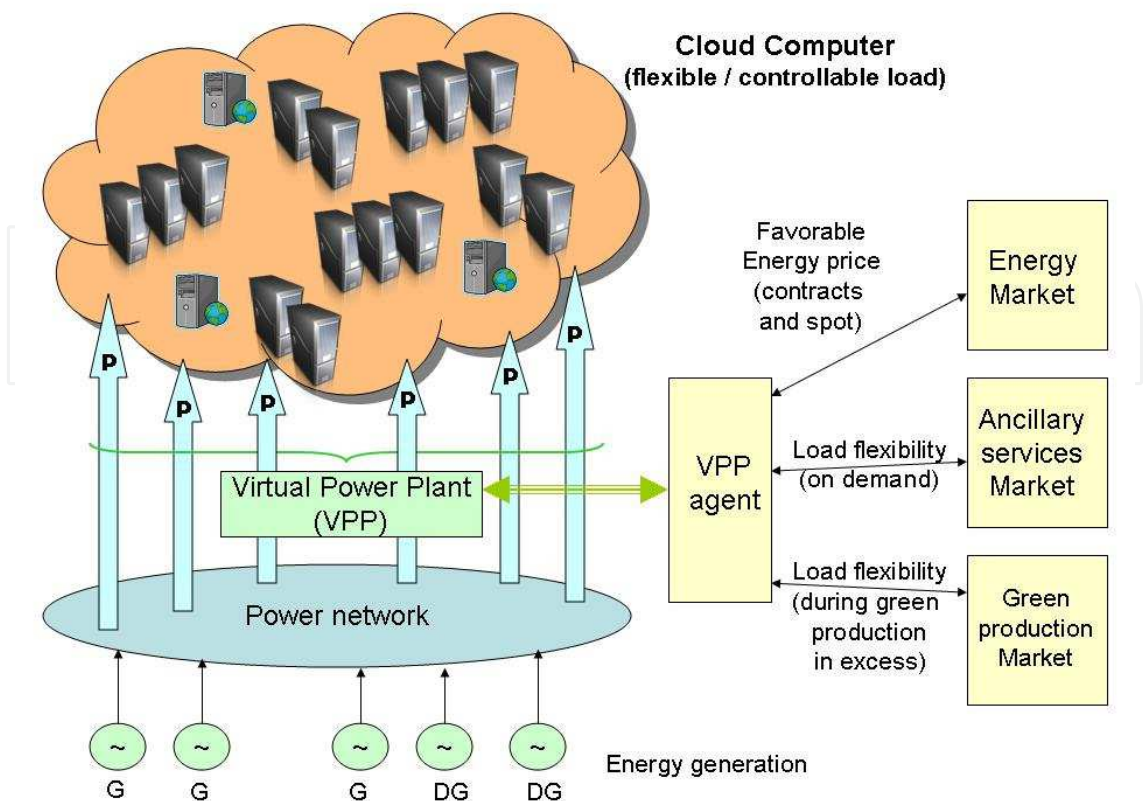 Cloud Computer
(flexible / controllable load)
Favorable
Energy price
(contracts
and spot)
Energy
Market
P
P
P
P
P
P
Virtual Power Plant
(VPP)
VPP
agent
Load flexibility
(on demand)
Ancillary
services
Market
Power network
Load flexibility
(during green
production
in excess)
Green
production
Market
~
~
~
~
~
G
G
G
DG
DG
Energy generation